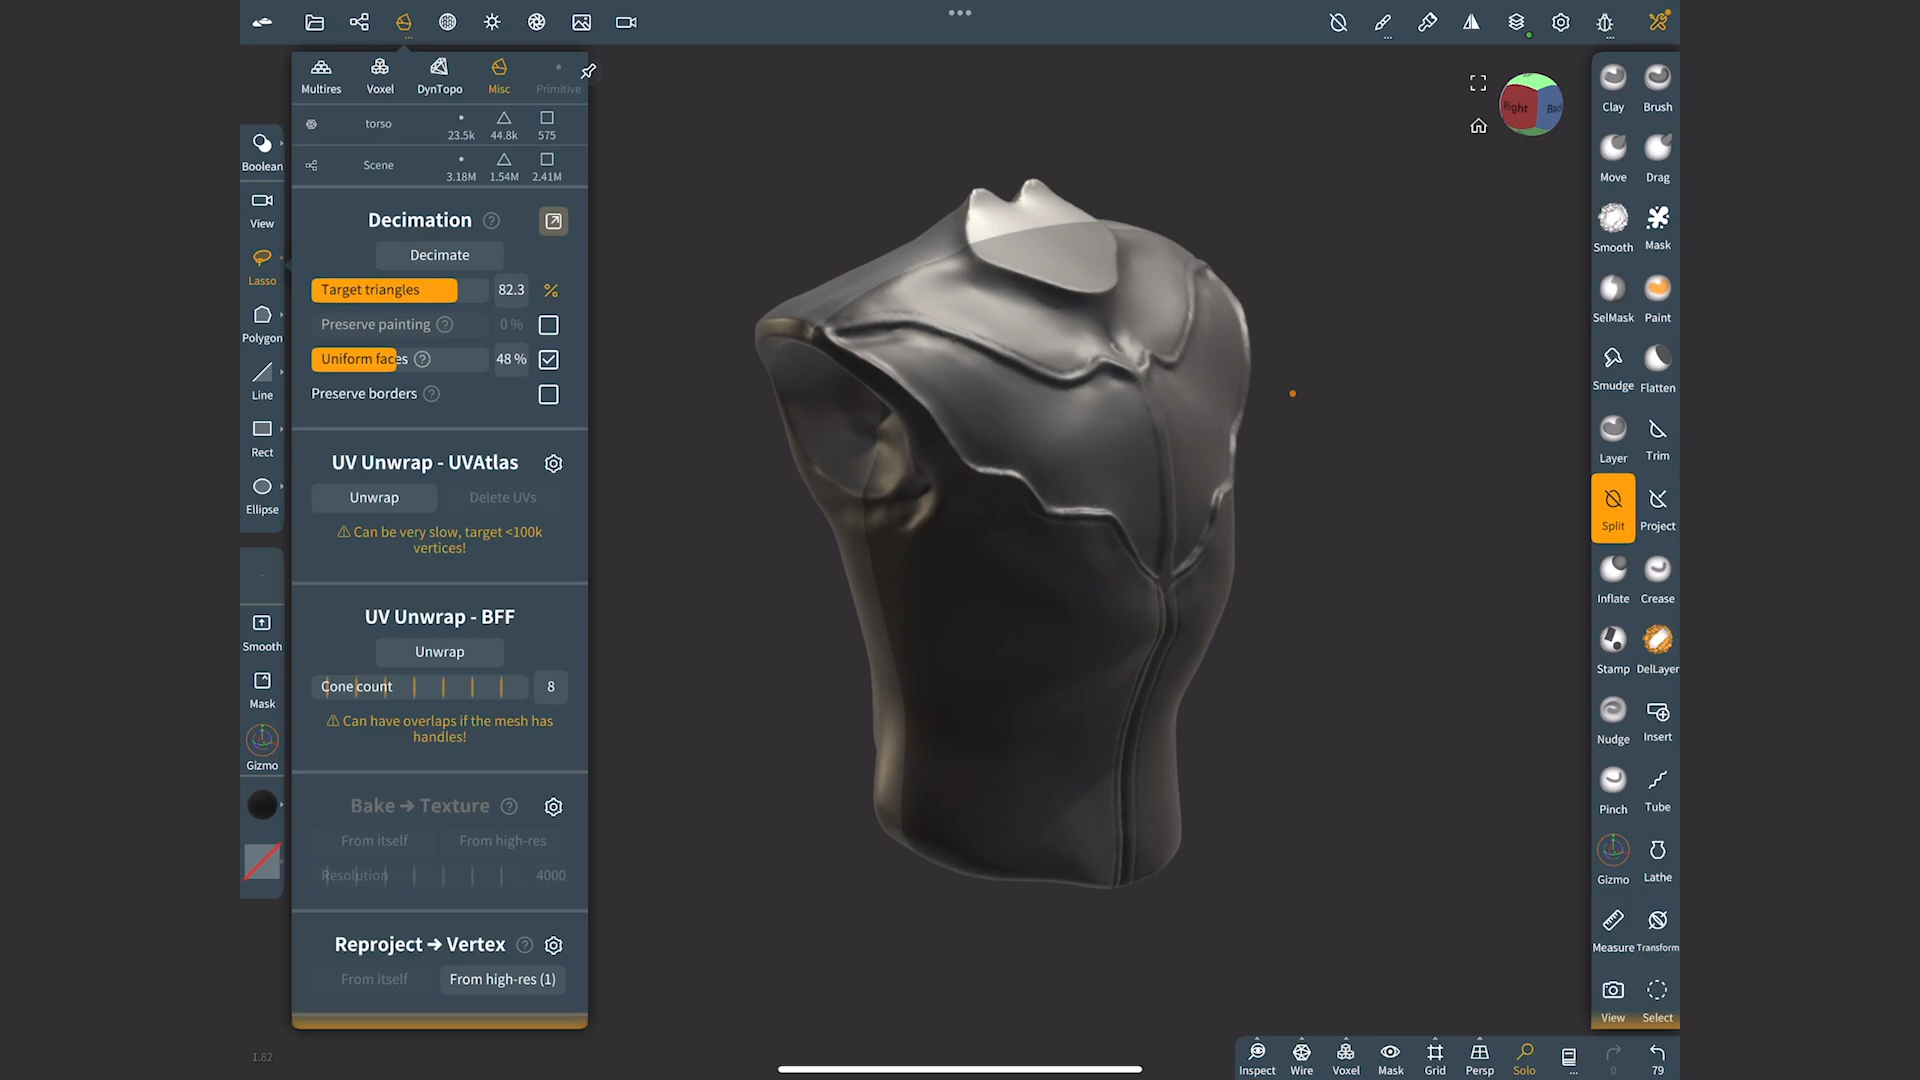 Multires
Voxel
DynTopo
Misc
Primitive
torso
23.5k
44.8k
575
Scene
3.18M
1.54M
2.41M
Decimation
Decimate
Target triangles
82.3
%
Preserve painting
0 %
Uniform faces
48 %
Preserve borders
UV Unwrap - UVAtlas
Unwrap
Delete UVs
⚠ Can be very slow, target <100k
vertices!
UV Unwrap - BFF
Unwrap
Cone count
8
⚠ Can have overlaps if the mesh has
handles!
Bake → Texture
From itself
From high-res
Resolution
4000
Reproject → Vertex
From itself
From high-res (1)
Boolean
View
Lasso
Polygon
Line
Rect
Ellipse
Smooth
Mask
Gizmo
1.82
Right
Bac
Clay
Brush
Move
Drag
Smooth
Mask
SelMask
Paint
Smudge
Flatten
Layer
Trim
Split
Project
Inflate
Crease
Stamp
DelLayer
Nudge
Insert
Pinch
Tube
Gizmo
Lathe
Measure
Transform
View
Select
Inspect
Wire
Voxel
Mask
Grid
Persp
Solo
...
0
79